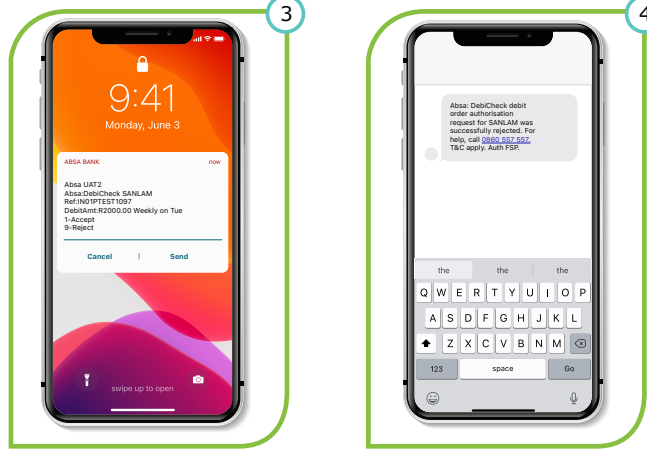 3
9:41
Monday, June 3
ABSA BANK now
Absa UAT2
Absa:DebiCheck SANLAM
Ref:IN01PTEST1097
DebitAmt:R2000.00 Weekly on Tue
1-Accept
9-Reject
Cancel | Send
swipe up to open
4
Absa: DebiCheck debit
order authorisation
request for SANLAM was
successfully rejected. For
help, call 0860 557 557.
T&C apply. Auth FSP.
the the the
Q W E R T Y U I O P
A S D F G H J K L
Z X C V B N M
123 space Go